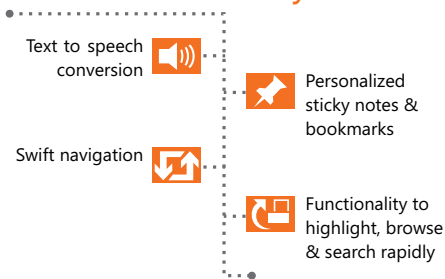 Text to speech
conversion
Personalized
sticky notes &
bookmarks
Swift navigation
Functionality to
highlight, browse
& search rapidly